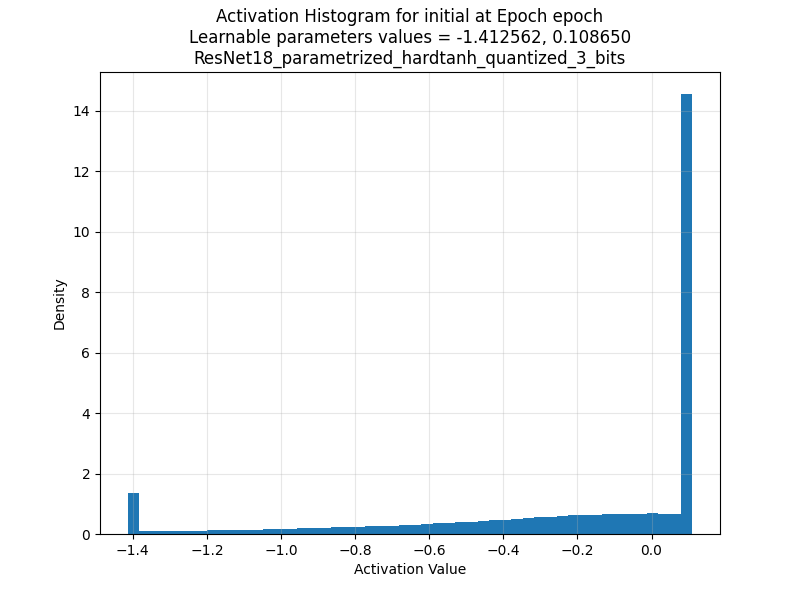 Activation Histogram for initial at Epoch epoch
Learnable parameters values = -1.412562, 0.108650
ResNet18_parametrized_hardtanh_quantized_3_bits
14
12
10
8
6
4
2
0
Density
−1.4 −1.2 −1.0 −0.8 −0.6 −0.4 −0.2 0.0
Activation Value